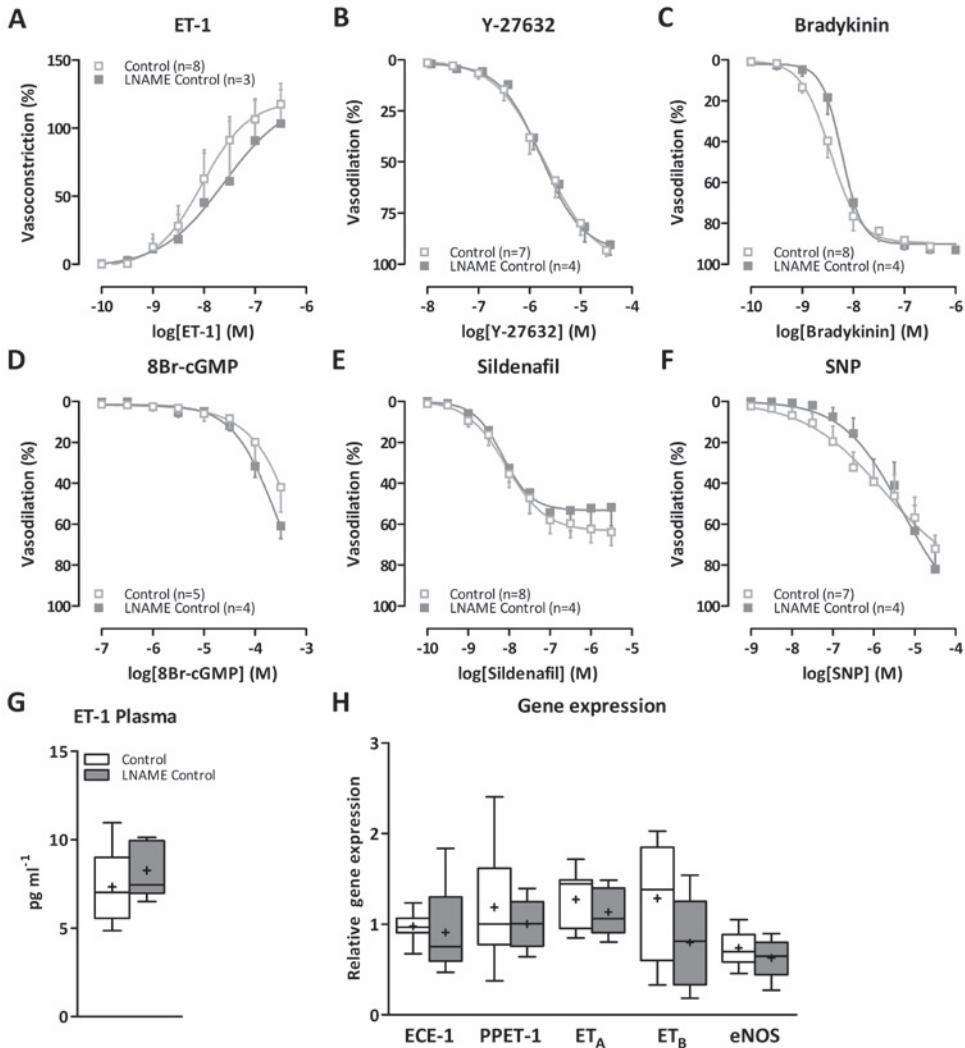 A
ET-1
Vasoconstriction (%)
150
100
50
0
Control (n=8)
LNAME Control (n=3)
-10
-9
-8
-7
-6
log[ET-1] (M)
B
Y-27632
Vasodilation (%)
0
25
50
75
100
Control (n=7)
LNAME Control (n=4)
-8
-7
-6
-5
-4
log[Y-27632] (M)
C
Bradykinin
Vasodilation (%)
0
20
40
60
80
100
Control (n=8)
LNAME Control (n=4)
-10
-9
-8
-7
-6
log[Bradykinin] (M)
D
8Br-cGMP
Vasodilation (%)
0
20
40
60
80
100
Control (n=5)
LNAME Control (n=4)
-7
-6
-5
-4
-3
log[8Br-cGMP] (M)
E
Sildenafil
Vasodilation (%)
0
20
40
60
80
100
Control (n=8)
LNAME Control (n=4)
-10
-9
-8
-7
-6
-5
log[Sildenafil] (M)
F
SNP
Vasodilation (%)
0
20
40
60
80
100
Control (n=7)
LNAME Control (n=4)
-9
-8
-7
-6
-5
-4
log[SNP] (M)
G
ET-1 Plasma
pg ml⁻¹
15
10
5
0
Control
LNAME Control
H
Gene expression
Relative gene expression
3
2
1
0
ECE-1
PPET-1
ET_A
ET_B
eNOS